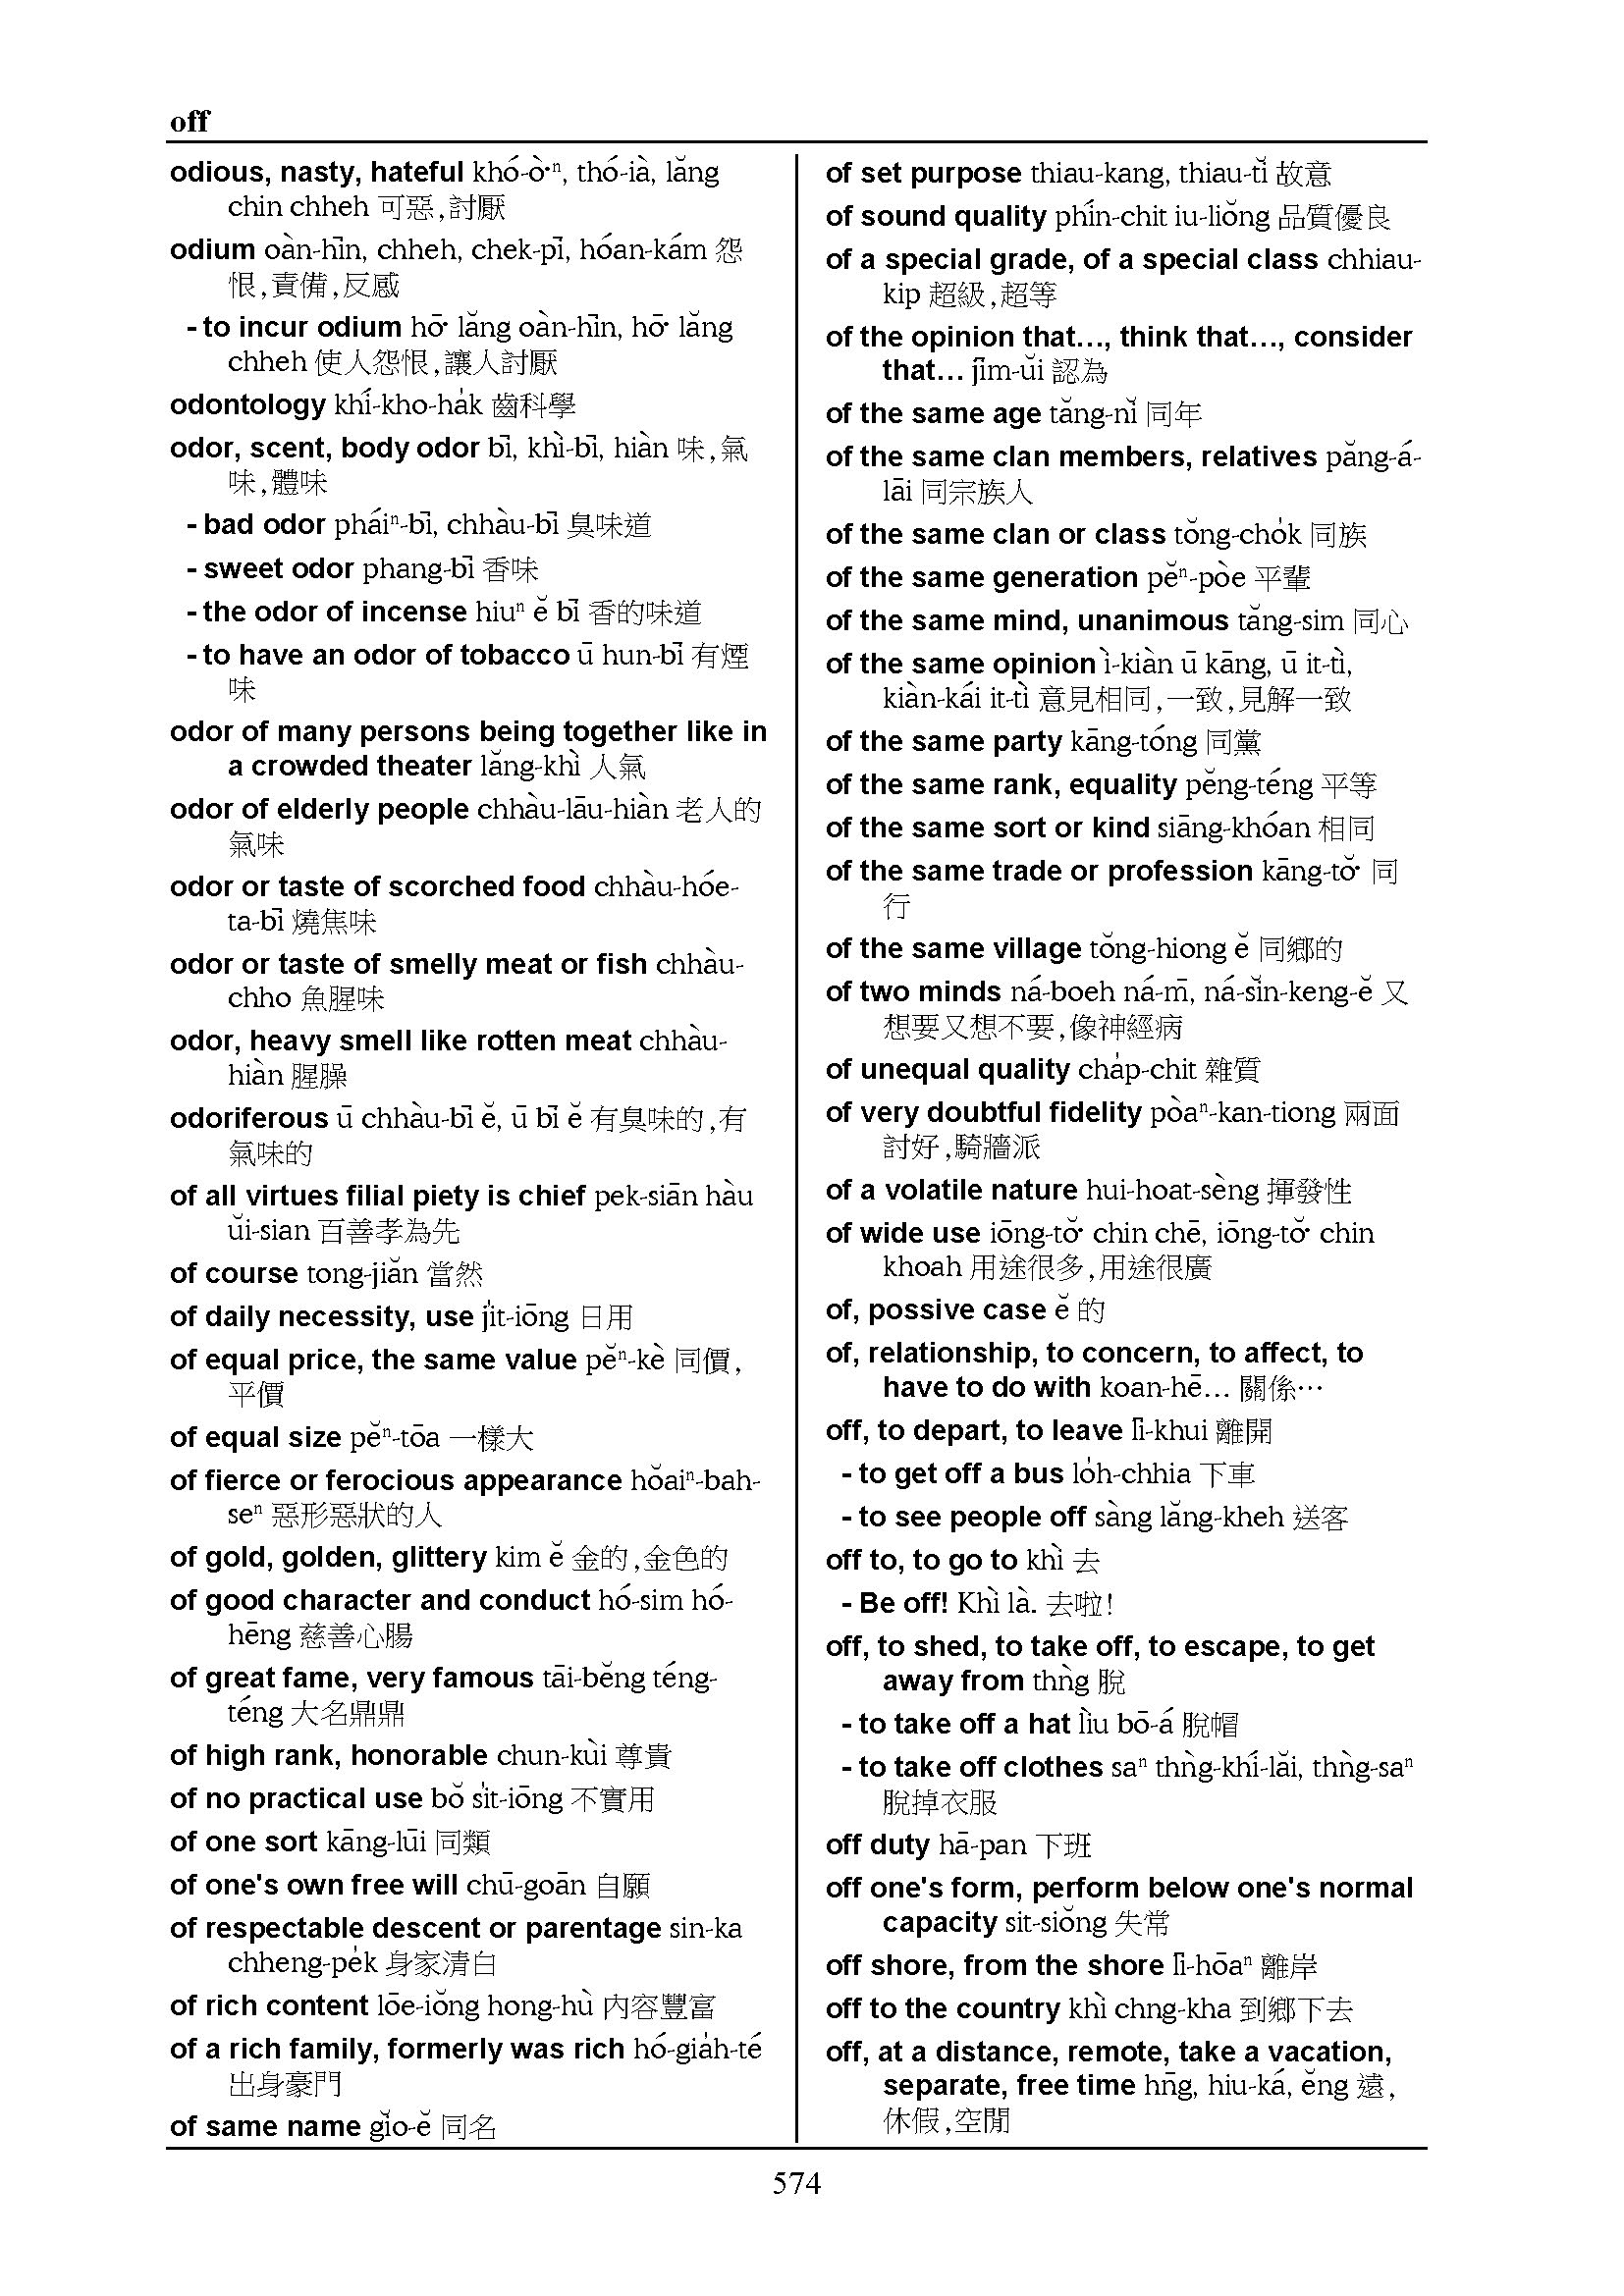 off
odious, nasty, hateful khó-ò͘ⁿ, thó-ià, lăng
chin chheh 可惡,討厭
odium oàn-hīn, chheh, chek-pī, hóan-kám 怨
恨,責備,反感
- to incur odium hō͘ lăng oàn-hīn, hō͘ lăng
chheh 使人怨恨,讓人討厭
odontology khí-kho-ha̍k 齒科學
odor, scent, body odor bī, khì-bī, hiàn 味,氣
味,體味
- bad odor pháiⁿ-bī, chhàu-bī 臭味道
- sweet odor phang-bī 香味
- the odor of incense hiuⁿ ĕ bī 香的味道
- to have an odor of tobacco ū hun-bī 有煙
味
odor of many persons being together like in
a crowded theater lăng-khì 人氣
odor of elderly people chhàu-lāu-hiàn 老人的
氣味
odor or taste of scorched food chhàu-hóe-
ta-bī 燒焦味
odor or taste of smelly meat or fish chhàu-
chho 魚腥味
odor, heavy smell like rotten meat chhàu-
hiàn 腥臊
odoriferous ū chhàu-bī ĕ, ū bī ĕ 有臭味的,有
氣味的
of all virtues filial piety is chief pek-siān hàu
ŭi-sian 百善孝為先
of course tong-jiăn 當然
of daily necessity, use ji̍t-iōng 日用
of equal price, the same value pĕⁿ-kè 同價,
平價
of equal size pĕⁿ-tōa 一樣大
of fierce or ferocious appearance hŏaiⁿ-bah-
seⁿ 惡形惡狀的人
of gold, golden, glittery kim ĕ 金的,金色的
of good character and conduct hó-sim hó-
hēng 慈善心腸
of great fame, very famous tāi-bĕng téng-
téng 大名鼎鼎
of high rank, honorable chun-kùi 尊貴
of no practical use bŏ si̍t-iōng 不實用
of one sort kāng-lūi 同類
of one's own free will chū-goān 自願
of respectable descent or parentage sin-ka
chheng-pe̍k 身家清白
of rich content lōe-iŏng hong-hù 內容豐富
of a rich family, formerly was rich hó-gia̍h-té
出身豪門
of same name gĭo-ĕ 同名
of set purpose thiau-kang, thiau-tĭ 故意
of sound quality phín-chit iu-liŏng 品質優良
of a special grade, of a special class chhiau-
kip 超級,超等
of the opinion that…, think that…, consider
that… jīm-ŭi 認為
of the same age tăng-nĭ 同年
of the same clan members, relatives păng-á-
lāi 同宗族人
of the same clan or class tŏng-cho̍k 同族
of the same generation pĕⁿ-pòe 平輩
of the same mind, unanimous tăng-sim 同心
of the same opinion ì-kiàn ū kāng, ū it-tì,
kiàn-kái it-tì 意見相同,一致,見解一致
of the same party kāng-tóng 同黨
of the same rank, equality pĕng-téng 平等
of the same sort or kind siāng-khóan 相同
of the same trade or profession kāng-tŏ͘ 同
行
of the same village tŏng-hiong ĕ 同鄉的
of two minds ná-boeh ná-m̄, ná-sĭn-keng-ĕ 又
想要又想不要,像神經病
of unequal quality cha̍p-chit 雜質
of very doubtful fidelity pòaⁿ-kan-tiong 兩面
討好,騎牆派
of a volatile nature hui-hoat-sèng 揮發性
of wide use iōng-tŏ͘ chin chē, iōng-tŏ͘ chin
khoah 用途很多,用途很廣
of, possive case ĕ 的
of, relationship, to concern, to affect, to
have to do with koan-hē… 關係…
off, to depart, to leave lī-khui 離開
- to get off a bus lo̍h-chhia 下車
- to see people off sàng lăng-kheh 送客
off to, to go to khì 去
- Be off! Khì là. 去啦!
off, to shed, to take off, to escape, to get
away from thǹg 脫
- to take off a hat lìu bō-á 脫帽
- to take off clothes saⁿ thǹg-khí-lăi, thǹg-saⁿ
脫掉衣服
off duty hā-pan 下班
off one's form, perform below one's normal
capacity sit-siŏng 失常
off shore, from the shore lī-hōaⁿ 離岸
off to the country khì chng-kha 到鄉下去
off, at a distance, remote, take a vacation,
separate, free time hn̄g, hiu-ká, ĕng 遠,
休假,空閒
574